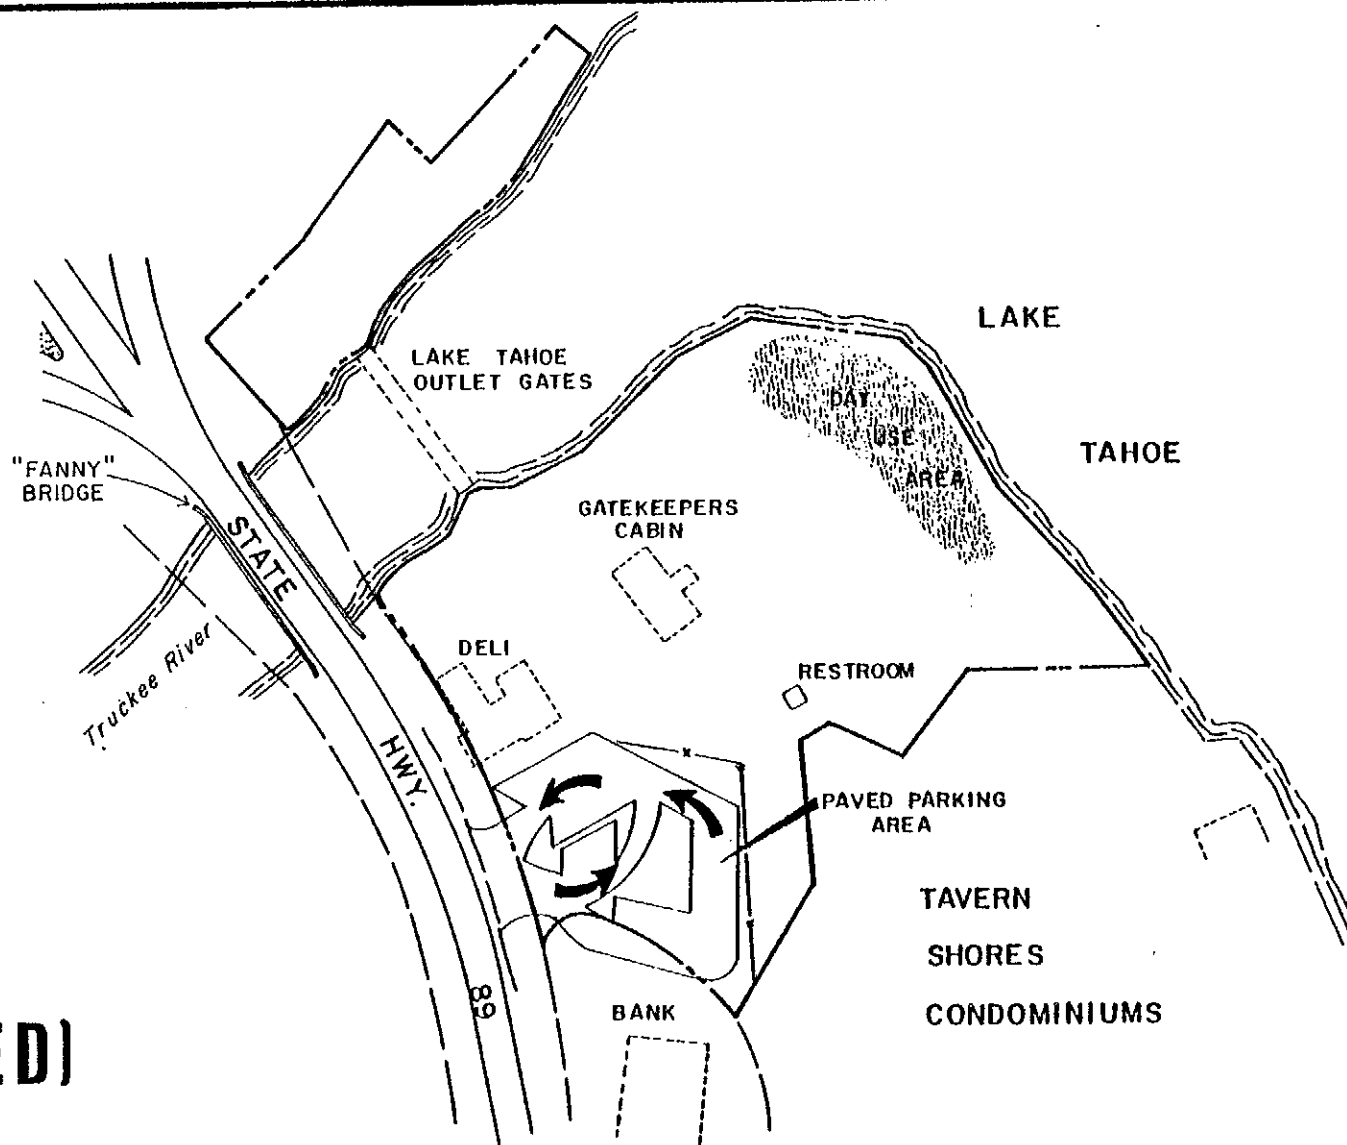 LAKE TAHOE
OUTLET GATES
LAKE
TAHOE
DAY
USE
AREA
"FANNY"
BRIDGE
STATE
HWY.
89
Truckee River
GATEKEEPERS
CABIN
DELI
RESTROOM
PAVED PARKING
AREA
TAVERN
SHORES
CONDOMINIUMS
BANK
ED)